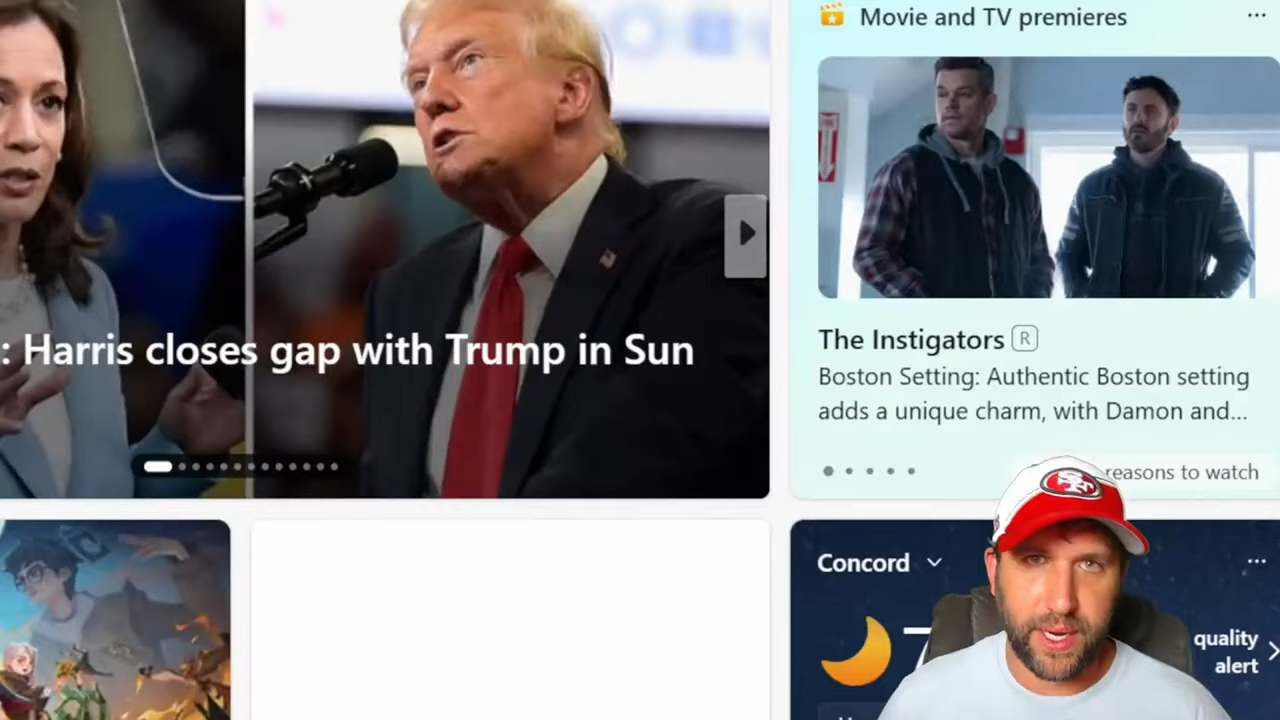 Movie and TV premieres
: Harris closes gap with Trump in Sun
The Instigators R
Boston Setting: Authentic Boston setting
adds a unique charm, with Damon and...
reasons to watch
Concord
quality
alert